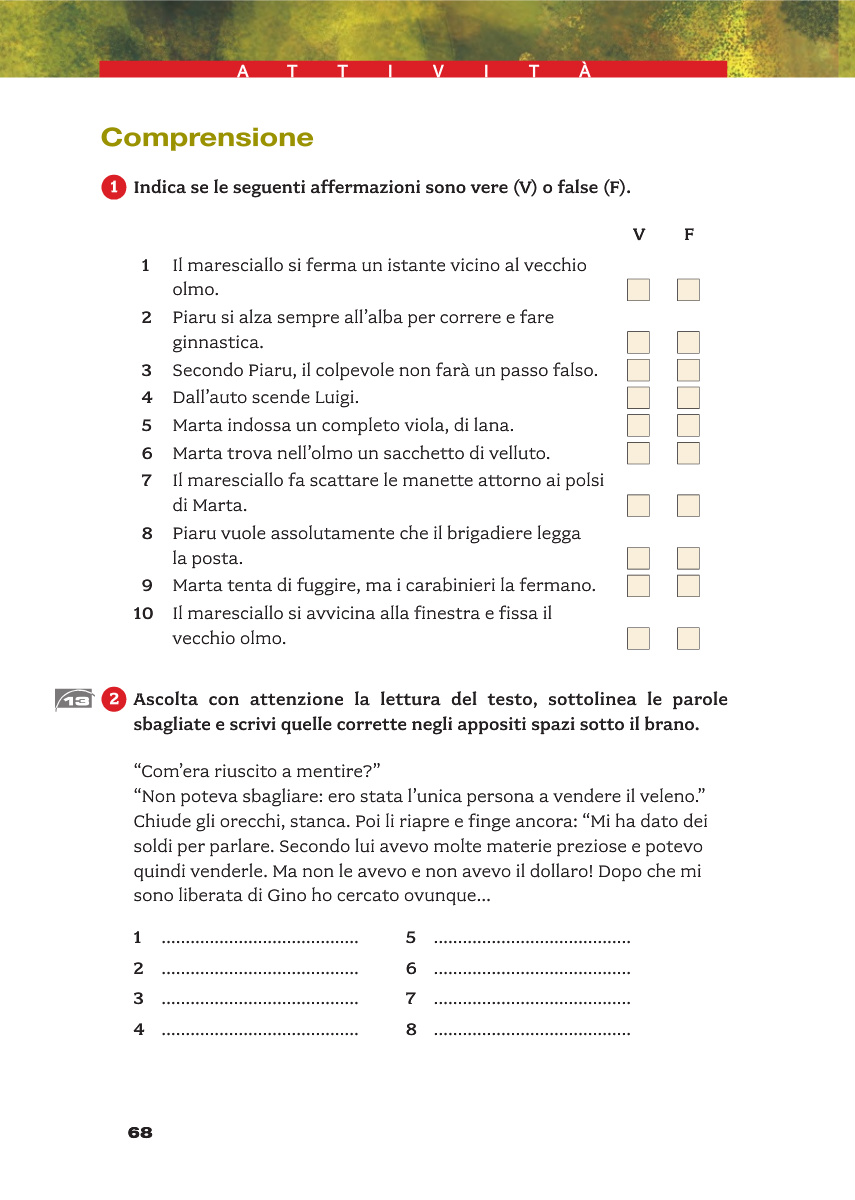 ATTIVITÀ
Comprensione
1 Indica se le seguenti affermazioni sono vere (V) o false (F).
V F
1 Il maresciallo si ferma un istante vicino al vecchio
olmo.
2 Piaru si alza sempre all’alba per correre e fare
ginnastica.
3 Secondo Piaru, il colpevole non farà un passo falso.
4 Dall’auto scende Luigi.
5 Marta indossa un completo viola, di lana.
6 Marta trova nell’olmo un sacchetto di velluto.
7 Il maresciallo fa scattare le manette attorno ai polsi
di Marta.
8 Piaru vuole assolutamente che il brigadiere legga
la posta.
9 Marta tenta di fuggire, ma i carabinieri la fermano.
10 Il maresciallo si avvicina alla finestra e fissa il
vecchio olmo.
13 2 Ascolta con attenzione la lettura del testo, sottolinea le parole
sbagliate e scrivi quelle corrette negli appositi spazi sotto il brano.
“Com’era riuscito a mentire?”
“Non poteva sbagliare: ero stata l’unica persona a vendere il veleno.”
Chiude gli orecchi, stanca. Poi li riapre e finge ancora: “Mi ha dato dei
soldi per parlare. Secondo lui avevo molte materie preziose e potevo
quindi venderle. Ma non le avevo e non avevo il dollaro! Dopo che mi
sono liberata di Gino ho cercato ovunque...
1 ......................................... 5 .........................................
2 ......................................... 6 .........................................
3 ......................................... 7 .........................................
4 ......................................... 8 .........................................
68